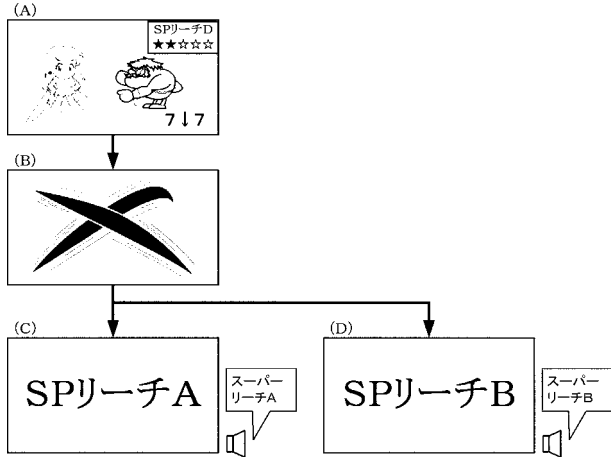 (A)
SPリーチD
★★☆☆☆
7↓7
(B)
(C)
SPリーチA
スーパー
リーチA
(D)
SPリーチB
スーパー
リーチB